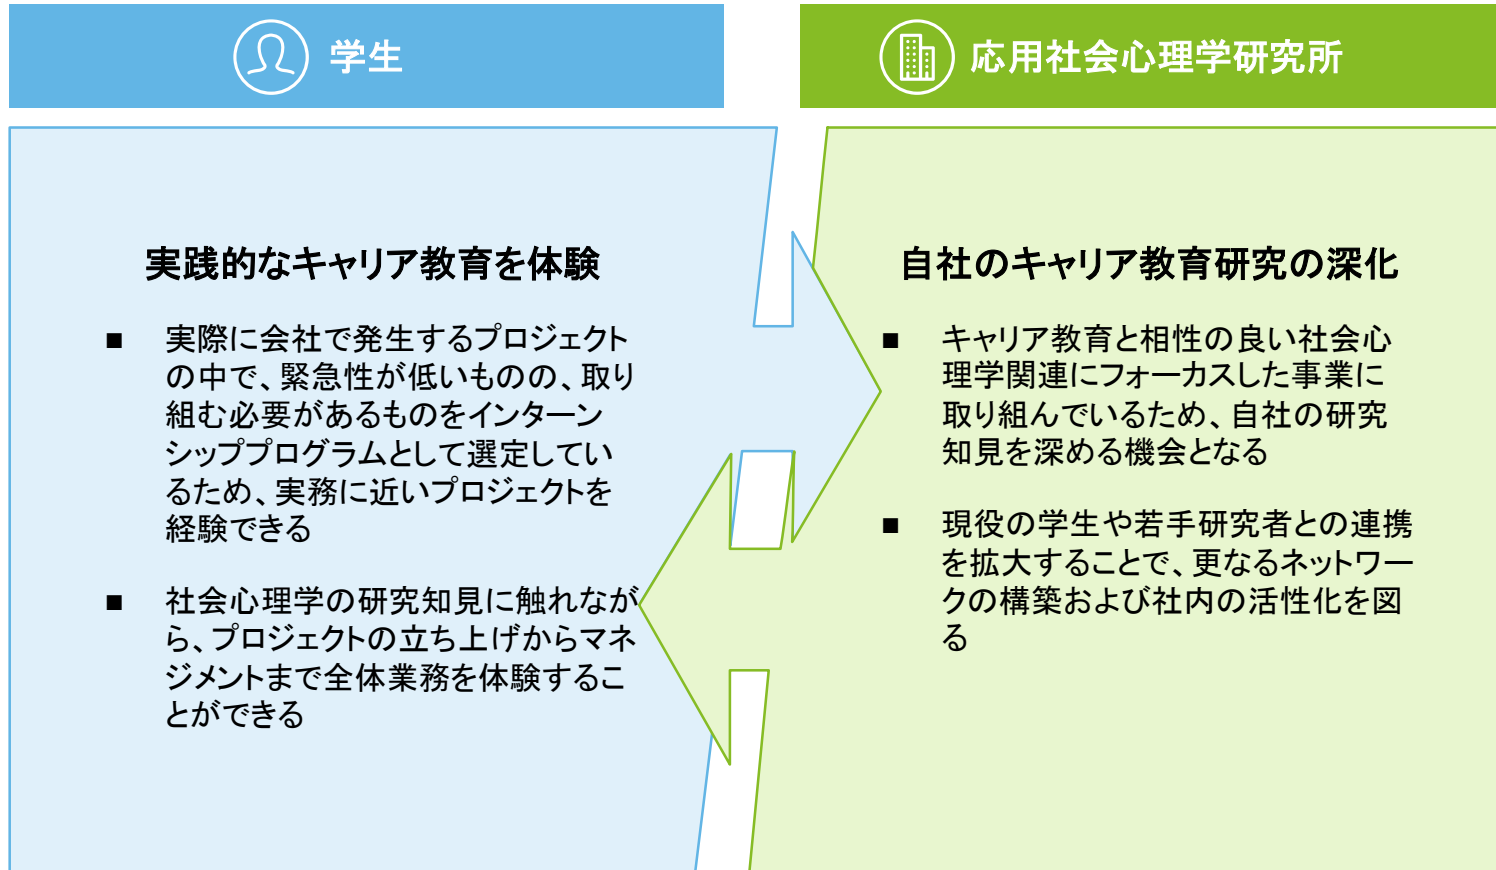 学生
実践的なキャリア教育を体験
■ 実際に会社で発生するプロジェクト
の中で、緊急性が低いものの、取り
組む必要があるものをインターン
シッププログラムとして選定してい
るため、実務に近いプロジェクトを
経験できる
■ 社会心理学の研究知見に触れなが
ら、プロジェクトの立ち上げからマネ
ジメントまで全体業務を体験するこ
とができる
応用社会心理学研究所
自社のキャリア教育研究の深化
■ キャリア教育と相性の良い社会心
理学関連にフォーカスした事業に
取り組んでいるため、自社の研究
知見を深める機会となる
■ 現役の学生や若手研究者との連携
を拡大することで、更なるネットワー
クの構築および社内の活性化を図
る